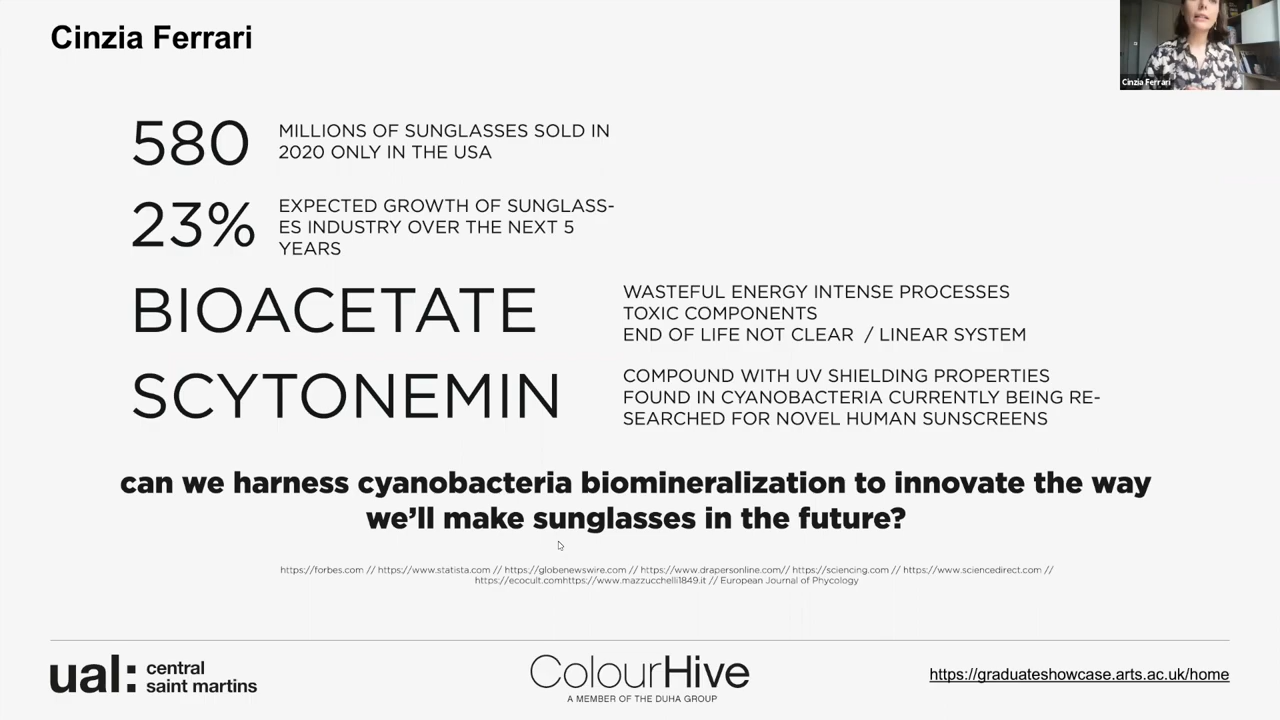 Cinzia Ferrari
Cinzia Ferrari
580
MILLIONS OF SUNGLASSES SOLD IN
2020 ONLY IN THE USA
23%
EXPECTED GROWTH OF SUNGLASS-
ES INDUSTRY OVER THE NEXT 5
YEARS
BIOACETATE
WASTEFUL ENERGY INTENSE PROCESSES
TOXIC COMPONENTS
END OF LIFE NOT CLEAR / LINEAR SYSTEM
SCYTONEMIN
COMPOUND WITH UV SHIELDING PROPERTIES
FOUND IN CYANOBACTERIA CURRENTLY BEING RE-
SEARCHED FOR NOVEL HUMAN SUNSCREENS
can we harness cyanobacteria biomineralization to innovate the way
we'll make sunglasses in the future?
https://forbes.com // https://www.statista.com // https://globenewswire.com // https://www.drapersonline.com// https://sciencing.com // https://www.sciencedirect.com //
https://ecocult.comhttps://www.mazzucchelli1849.it // European Journal of Phycology
ual: central
saint martins
ColourHive
A MEMBER OF THE DUHA GROUP
https://graduateshowcase.arts.ac.uk/home